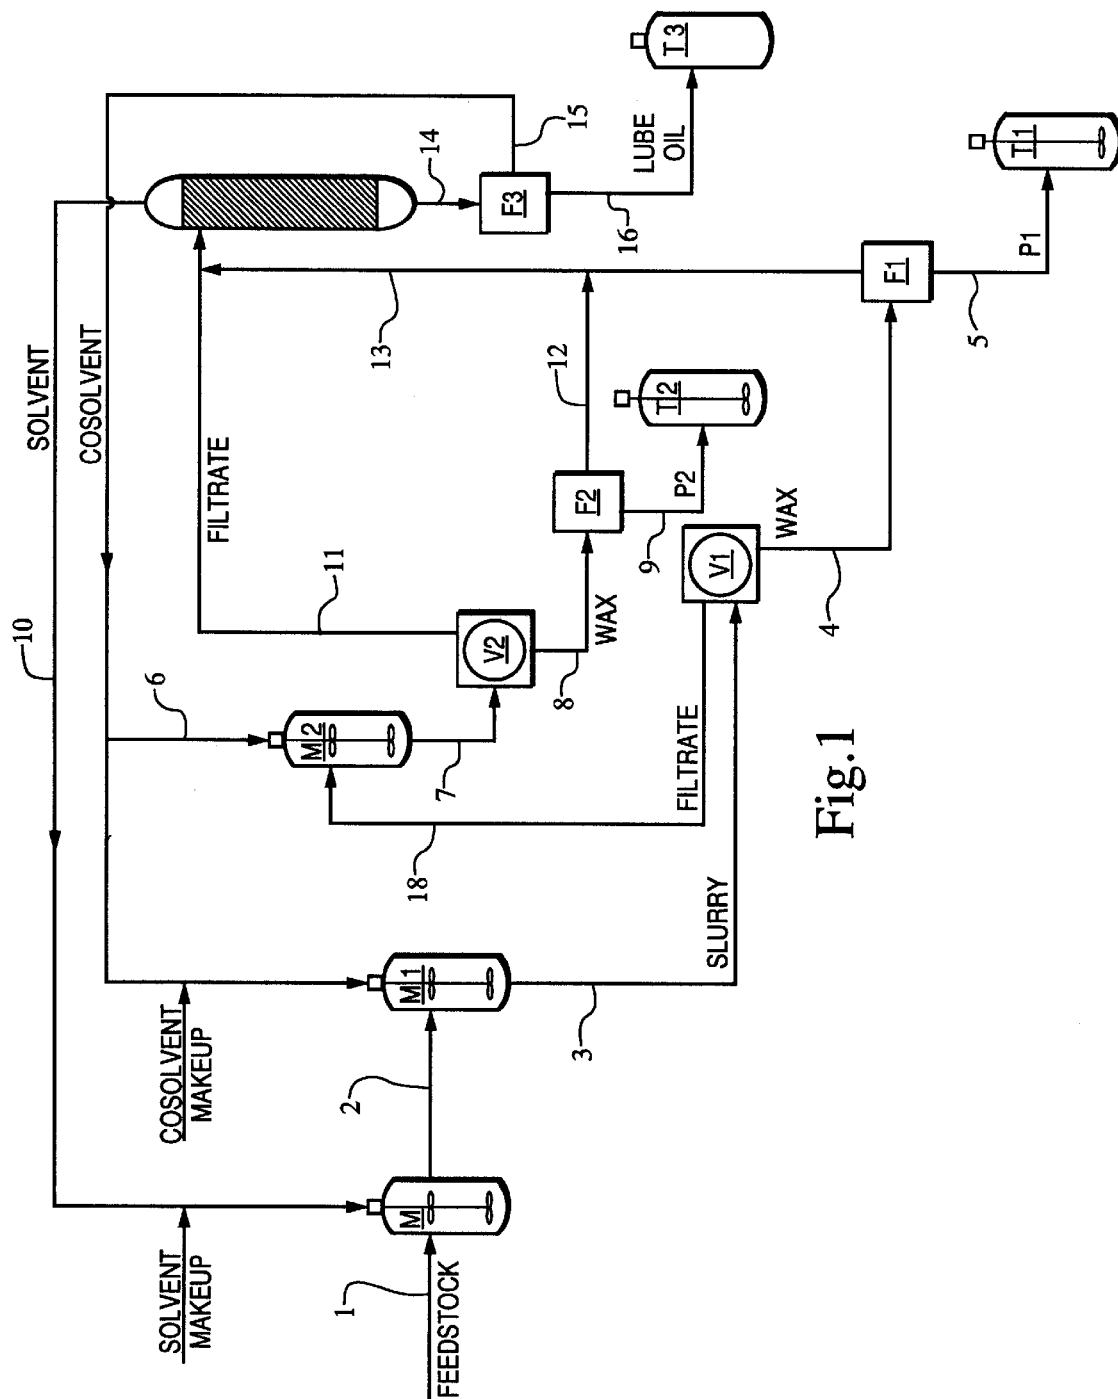 SOLVENT
COSOLVENT
10
6
11
FILTRATE
13
12
14
15
F3
16
LUBE
OIL
T3
SOLVENT
MAKEUP
COSOLVENT
MAKEUP
1
FEEDSTOCK
M
2
M1
3
SLURRY
18
FILTRATE
M2
7
V2
8
WAX
F2
9
P2
T2
V1
4
WAX
F1
5
P1
T1
Fig.1